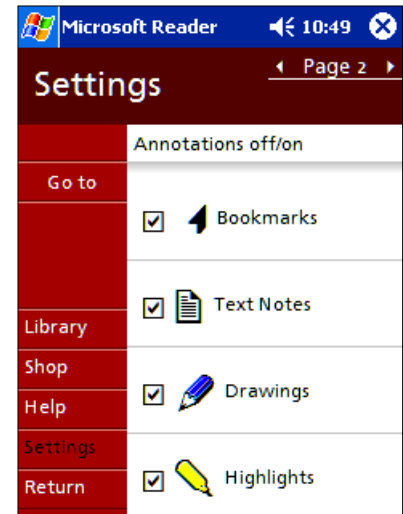 Microsoft Reader 10:49
Settings
Page 2
Annotations off/on
Go to
Bookmarks
Text Notes
Library
Shop
Drawings
Help
Settings
Highlights
Return